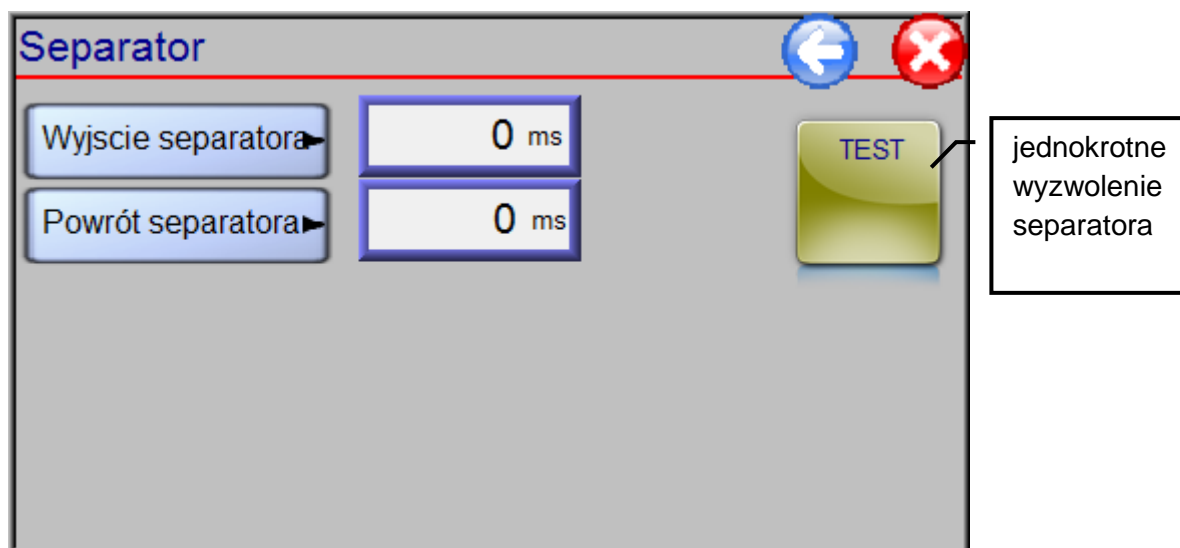 Separator
Wyjscie separatora
0 ms
Powrót separatora
0 ms
TEST
jednokrotne
wyzwolenie
separatora